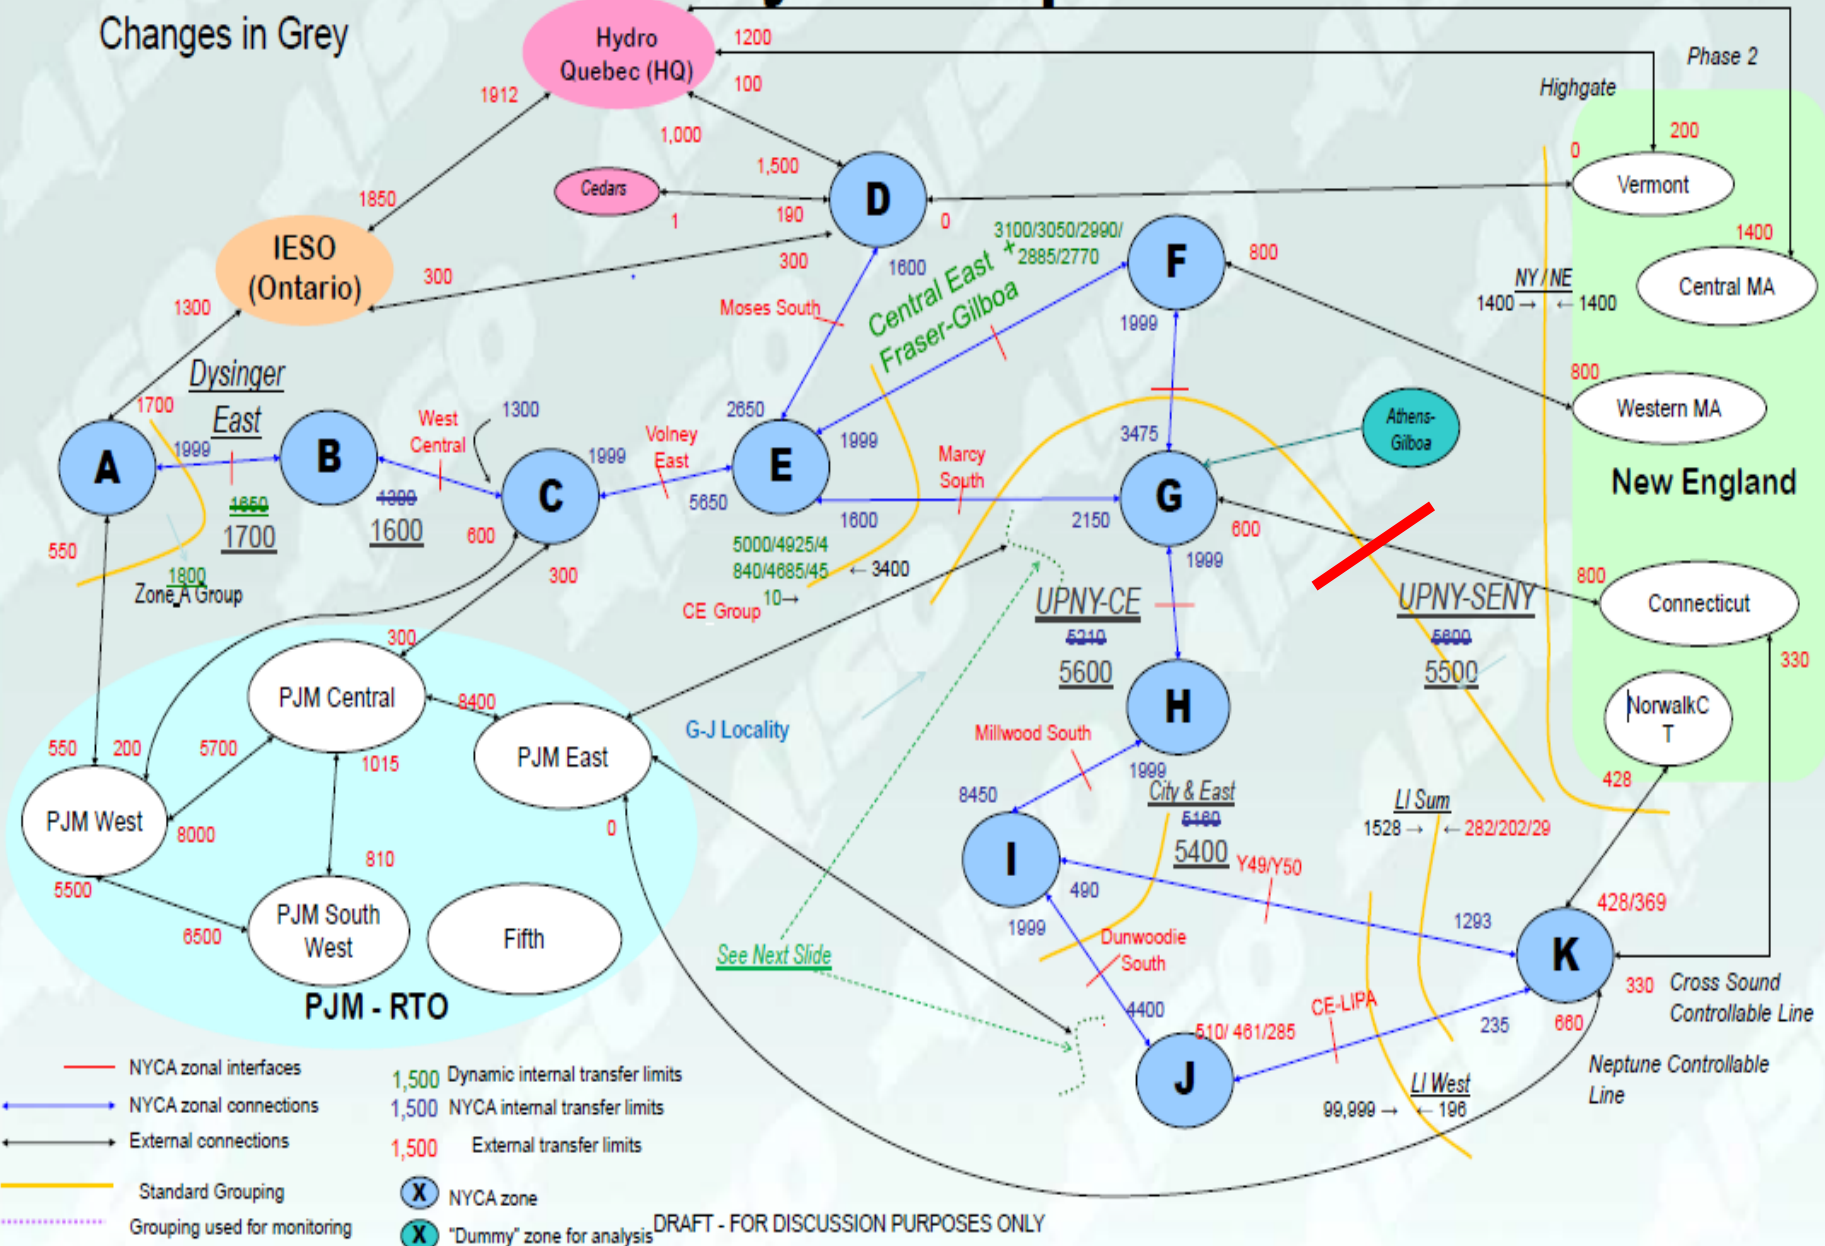 Changes in Grey
Hydro
Quebec (HQ)
1200
100
Phase 2
Highgate
1912
1,000
1,500
200
0
Vermont
Cedars
1
190
D
0
1850
IESO
(Ontario)
300
300
1300
1600
Moses South
Central East +
Fraser-Gilboa
3100/3050/2990/
2885/2770
F
800
1999
NY / NE
1400 → ← 1400
1400
Central MA
800
Western MA
New England
Dysinger
East
1700
A
1999
B
West
Central
1300
C
1999
Volney
East
2650
E
1999
5650
1600
Marcy
South
3475
G
2150
Athens-
Gilboa
600
1999
1650
1700
1300
1600
600
300
550
1800
Zone_A Group
5000/4925/4
840/4685/45
10→
← 3400
CE_Group
UPNY-CE
5210
5600
UPNY-SENY
5600
5500
800
Connecticut
330
NorwalkC
T
428
300
PJM Central
8400
PJM East
G-J Locality
H
Millwood South
1999
8450
550
200
5700
1015
PJM West
8000
0
City & East
5160
5400
LI Sum
1528 → ← 282/202/29
I
490
Y49/Y50
1293
428/369
K
5500
810
PJM South
West
6500
Fifth
PJM - RTO
See Next Slide
1999
Dunwoodie
South
4400
510/ 461/285
CE-LIPA
235
660
330
Cross Sound
Controllable Line
J
LI West
99,999 → ← 196
Neptune Controllable
Line
NYCA zonal interfaces
NYCA zonal connections
External connections
Standard Grouping
Grouping used for monitoring
1,500 Dynamic internal transfer limits
1,500 NYCA internal transfer limits
1,500 External transfer limits
X NYCA zone
X "Dummy" zone for analysis
DRAFT - FOR DISCUSSION PURPOSES ONLY